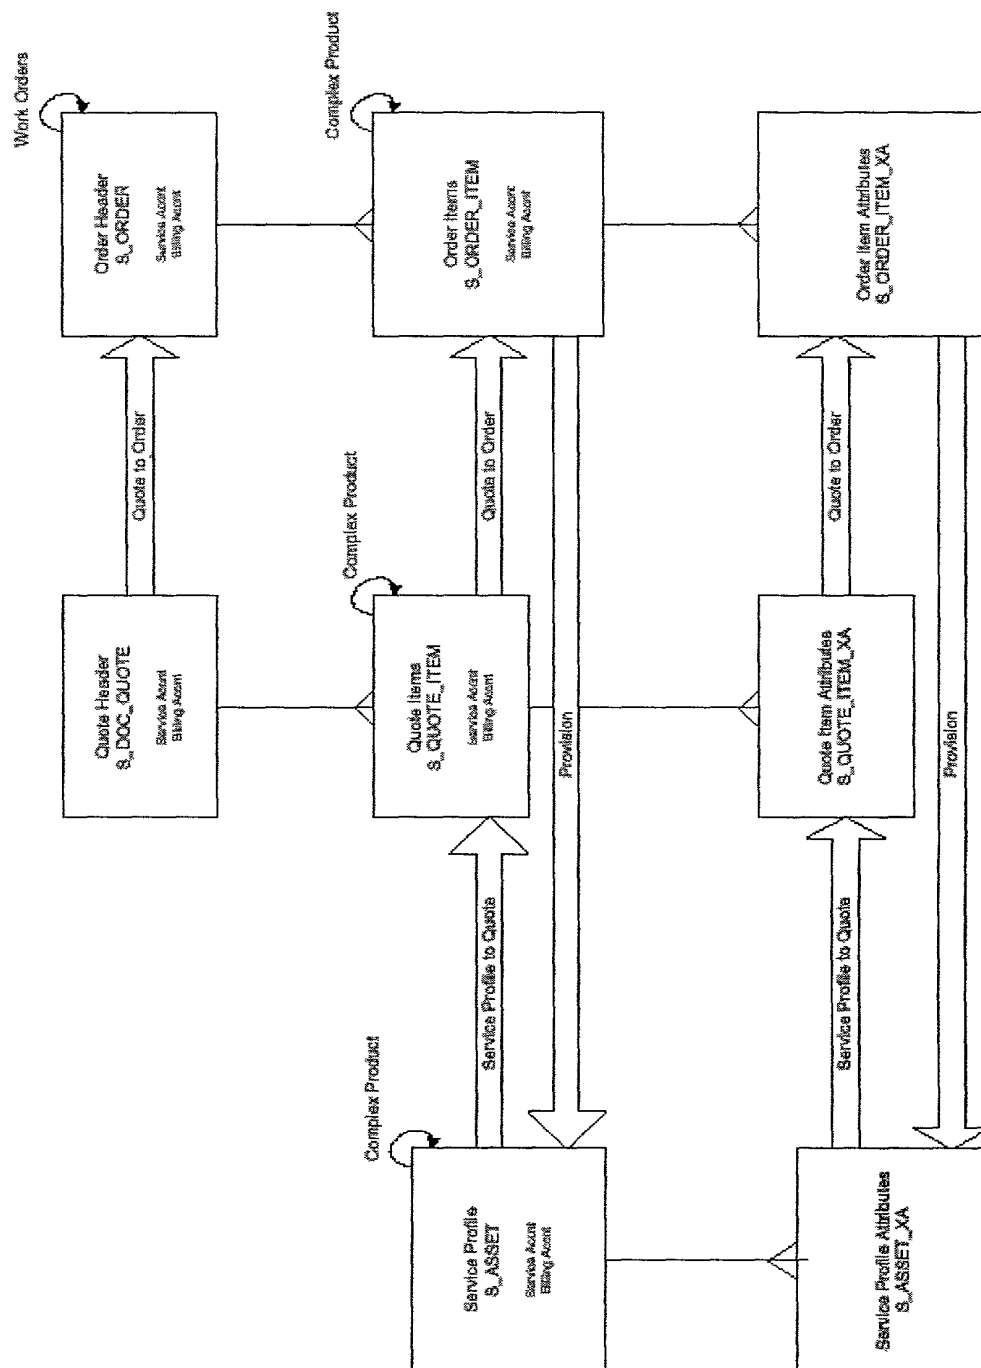 Work Orders
Quote Header
S_DOC_QUOTE
Service Accnt
Billing Accnt
Quote to Order
Order Header
S_ORDER
Service Accnt
Billing Accnt
Complex Product
Complex Product
Complex Product
Service Profile
S_ASSET
Service Accnt
Billing Accnt
Service Profile to Quote
Quote Items
S_QUOTE_ITEM
Service Accnt
Billing Accnt
Quote to Order
Order Items
S_ORDER_ITEM
Service Accnt
Billing Accnt
Provision
Service Profile Attributes
S_ASSET_XA
Service Profile to Quote
Quote Item Attributes
S_QUOTE_ITEM_XA
Quote to Order
Order Item Attributes
S_ORDER_ITEM_XA
Provision